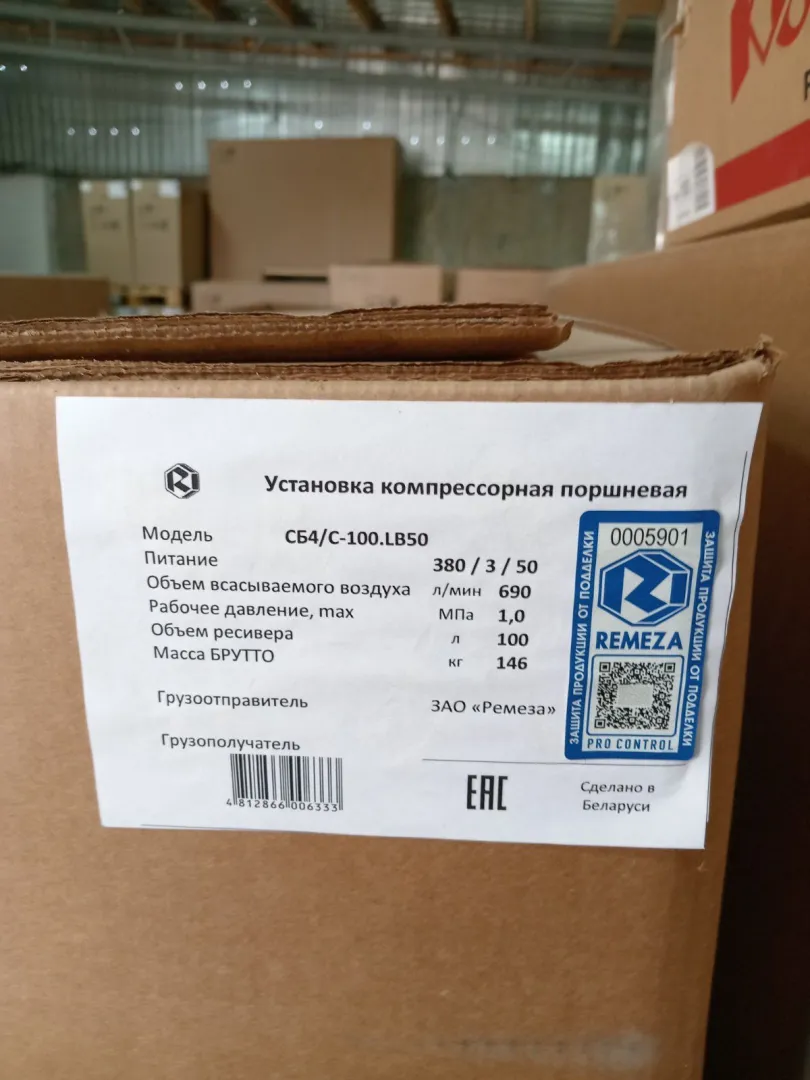 Установка компрессорная поршневая
Модель СБ4/С-100.LB50
Питание 380 / 3 / 50
Объем всасываемого воздуха л/мин 690
Рабочее давление, max МПа 1,0
Объем ресивера л 100
Масса БРУТТО кг 146
Грузоотправитель ЗАО «Ремеза»
Грузополучатель
4 812866 006333
EAC
Сделано в
Беларуси
0005901
REMEZA
PRO CONTROL
ЗАЩИТА ПРОДУКЦИИ ОТ ПОДДЕЛКИ
ЗАЩИТА ПРОДУКЦИИ ОТ ПОДДЕЛКИ